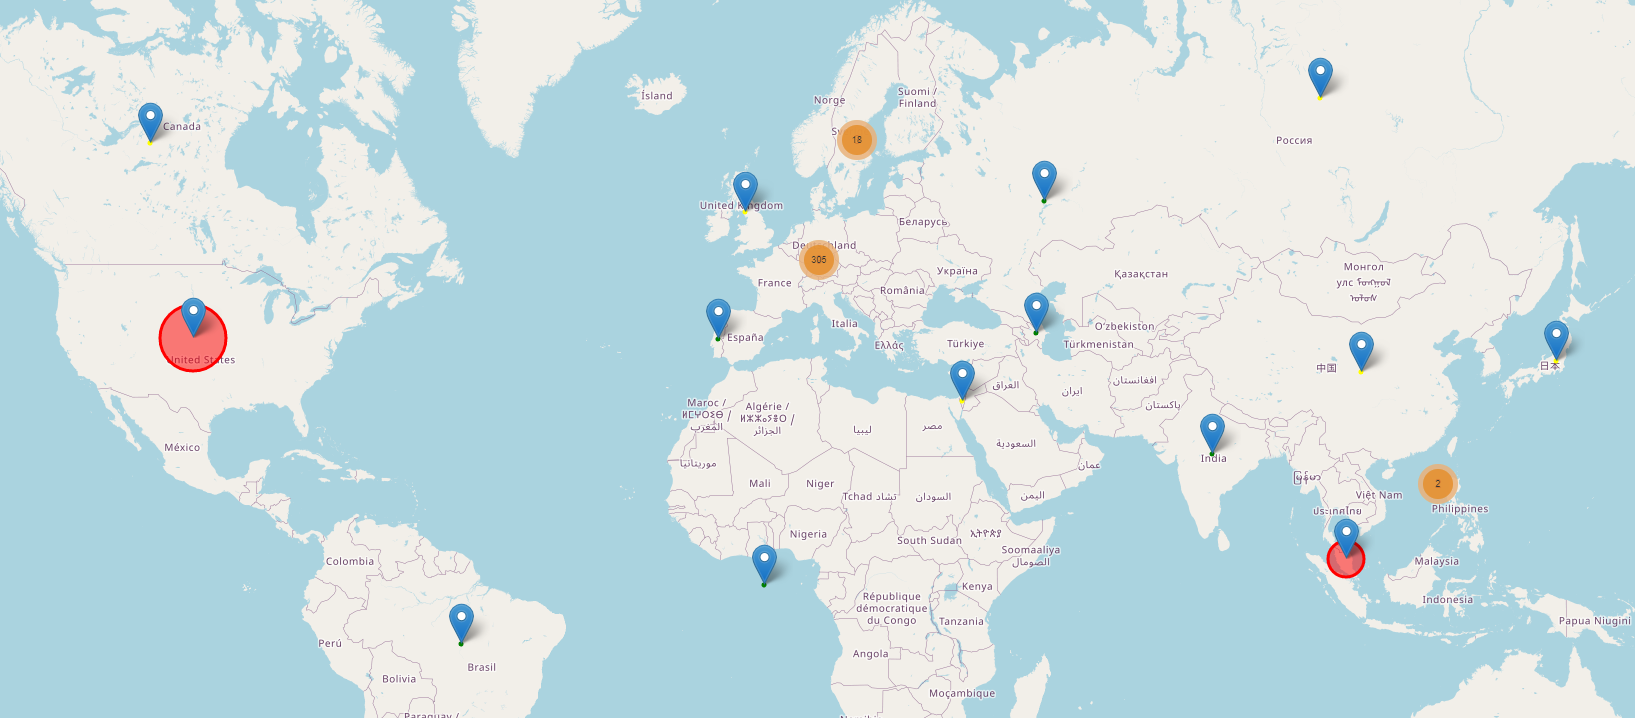 Ísland
Norge
Suomi /
Finland
Canada
18
Россия
United Kingdom
Беларусь
Deutschland
305
Україна
Қазақстан
Монгол
улс
France
România
O'zbekiston
Italia
España
Ελλάς
Türkiye
Türkmenistan
中国
日本
United States
العراق
ایران
افغانستان
پاکستان
Maroc /
ⵍⵎⵖⵔⵉⴱ /
المغرب
Algérie /
ⵍⵣⵣⴰⵢⴻⵔ /
الجزائر
ليبيا
مصر
السعودية
México
India
موريتانيا
عمان
Mali
Niger
Tchad تشاد
السودان
اليمن
မြန်မာ
2
Việt Nam
ประเทศไทย
Philippines
Nigeria
South Sudan
Soomaaliya
الصومال
Colombia
Malaysia
Kenya
République
démocratique
du Congo
Indonesia
Tanzania
Papua Niugini
Perú
Angola
Brasil
Bolivia
Moçambique
Paraguay /